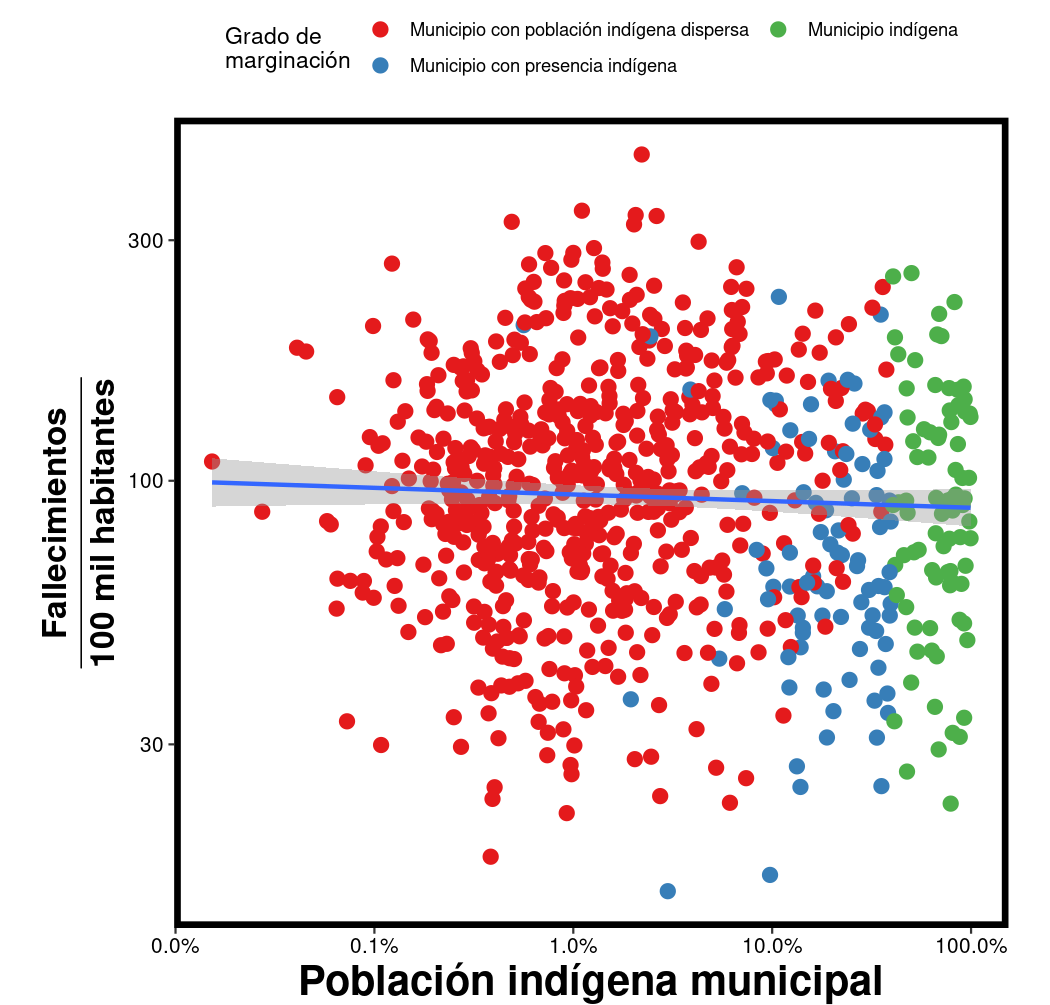 Grado de
marginación
Municipio con población indígena dispersa
Municipio indígena
Municipio con presencia indígena
Fallecimientos
100 mil habitantes
300
100
30
0.0%
0.1%
1.0%
10.0%
100.0%
Población indígena municipal